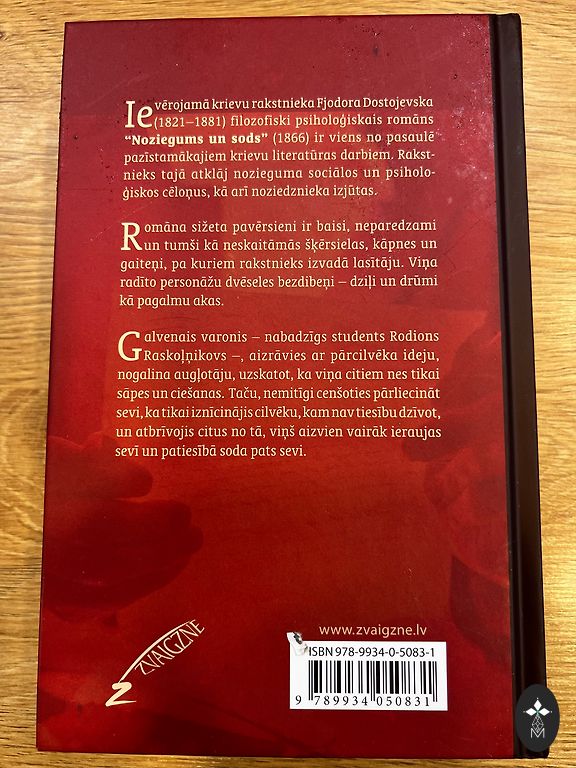 Ievērojamā krievu rakstnieka Fjodora Dostojevska
(1821–1881) filozofiski psiholoģiskais romāns
“Noziegums un sods” (1866) ir viens no pasaulē
pazīstamākajiem krievu literatūras darbiem. Rakst-
nieks tajā atklāj nozieguma sociālos un psiholo-
ģiskos cēloņus, kā arī noziedznieka izjūtas.
Romāna sižeta pavērsieni ir baisi, neparedzami
un tumši kā neskaitāmās šķērsielas, kāpnes un
gaiteņi, pa kuriem rakstnieks izvadā lasītāju. Viņa
radīto personāžu dvēseles bezdibeņi – dziļi un drūmi
kā pagalmu akas.
Galvenais varonis – nabadzīgs students Rodions
Raskoļņikovs –, aizrāvies ar pārcilvēka ideju,
nogalina augļotāju, uzskatot, ka viņa citiem nes tikai
sāpes un ciešanas. Taču, nemitīgi cenšoties pārliecināt
sevi, ka tikai iznīcinājis cilvēku, kam nav tiesību dzīvot,
un atbrīvojis citus no tā, viņš aizvien vairāk ieraujas
sevī un patiesībā soda pats sevi.
ZVAIGZNE
www.zvaigzne.lv
ISBN 978-9934-0-5083-1
9 789934 050831